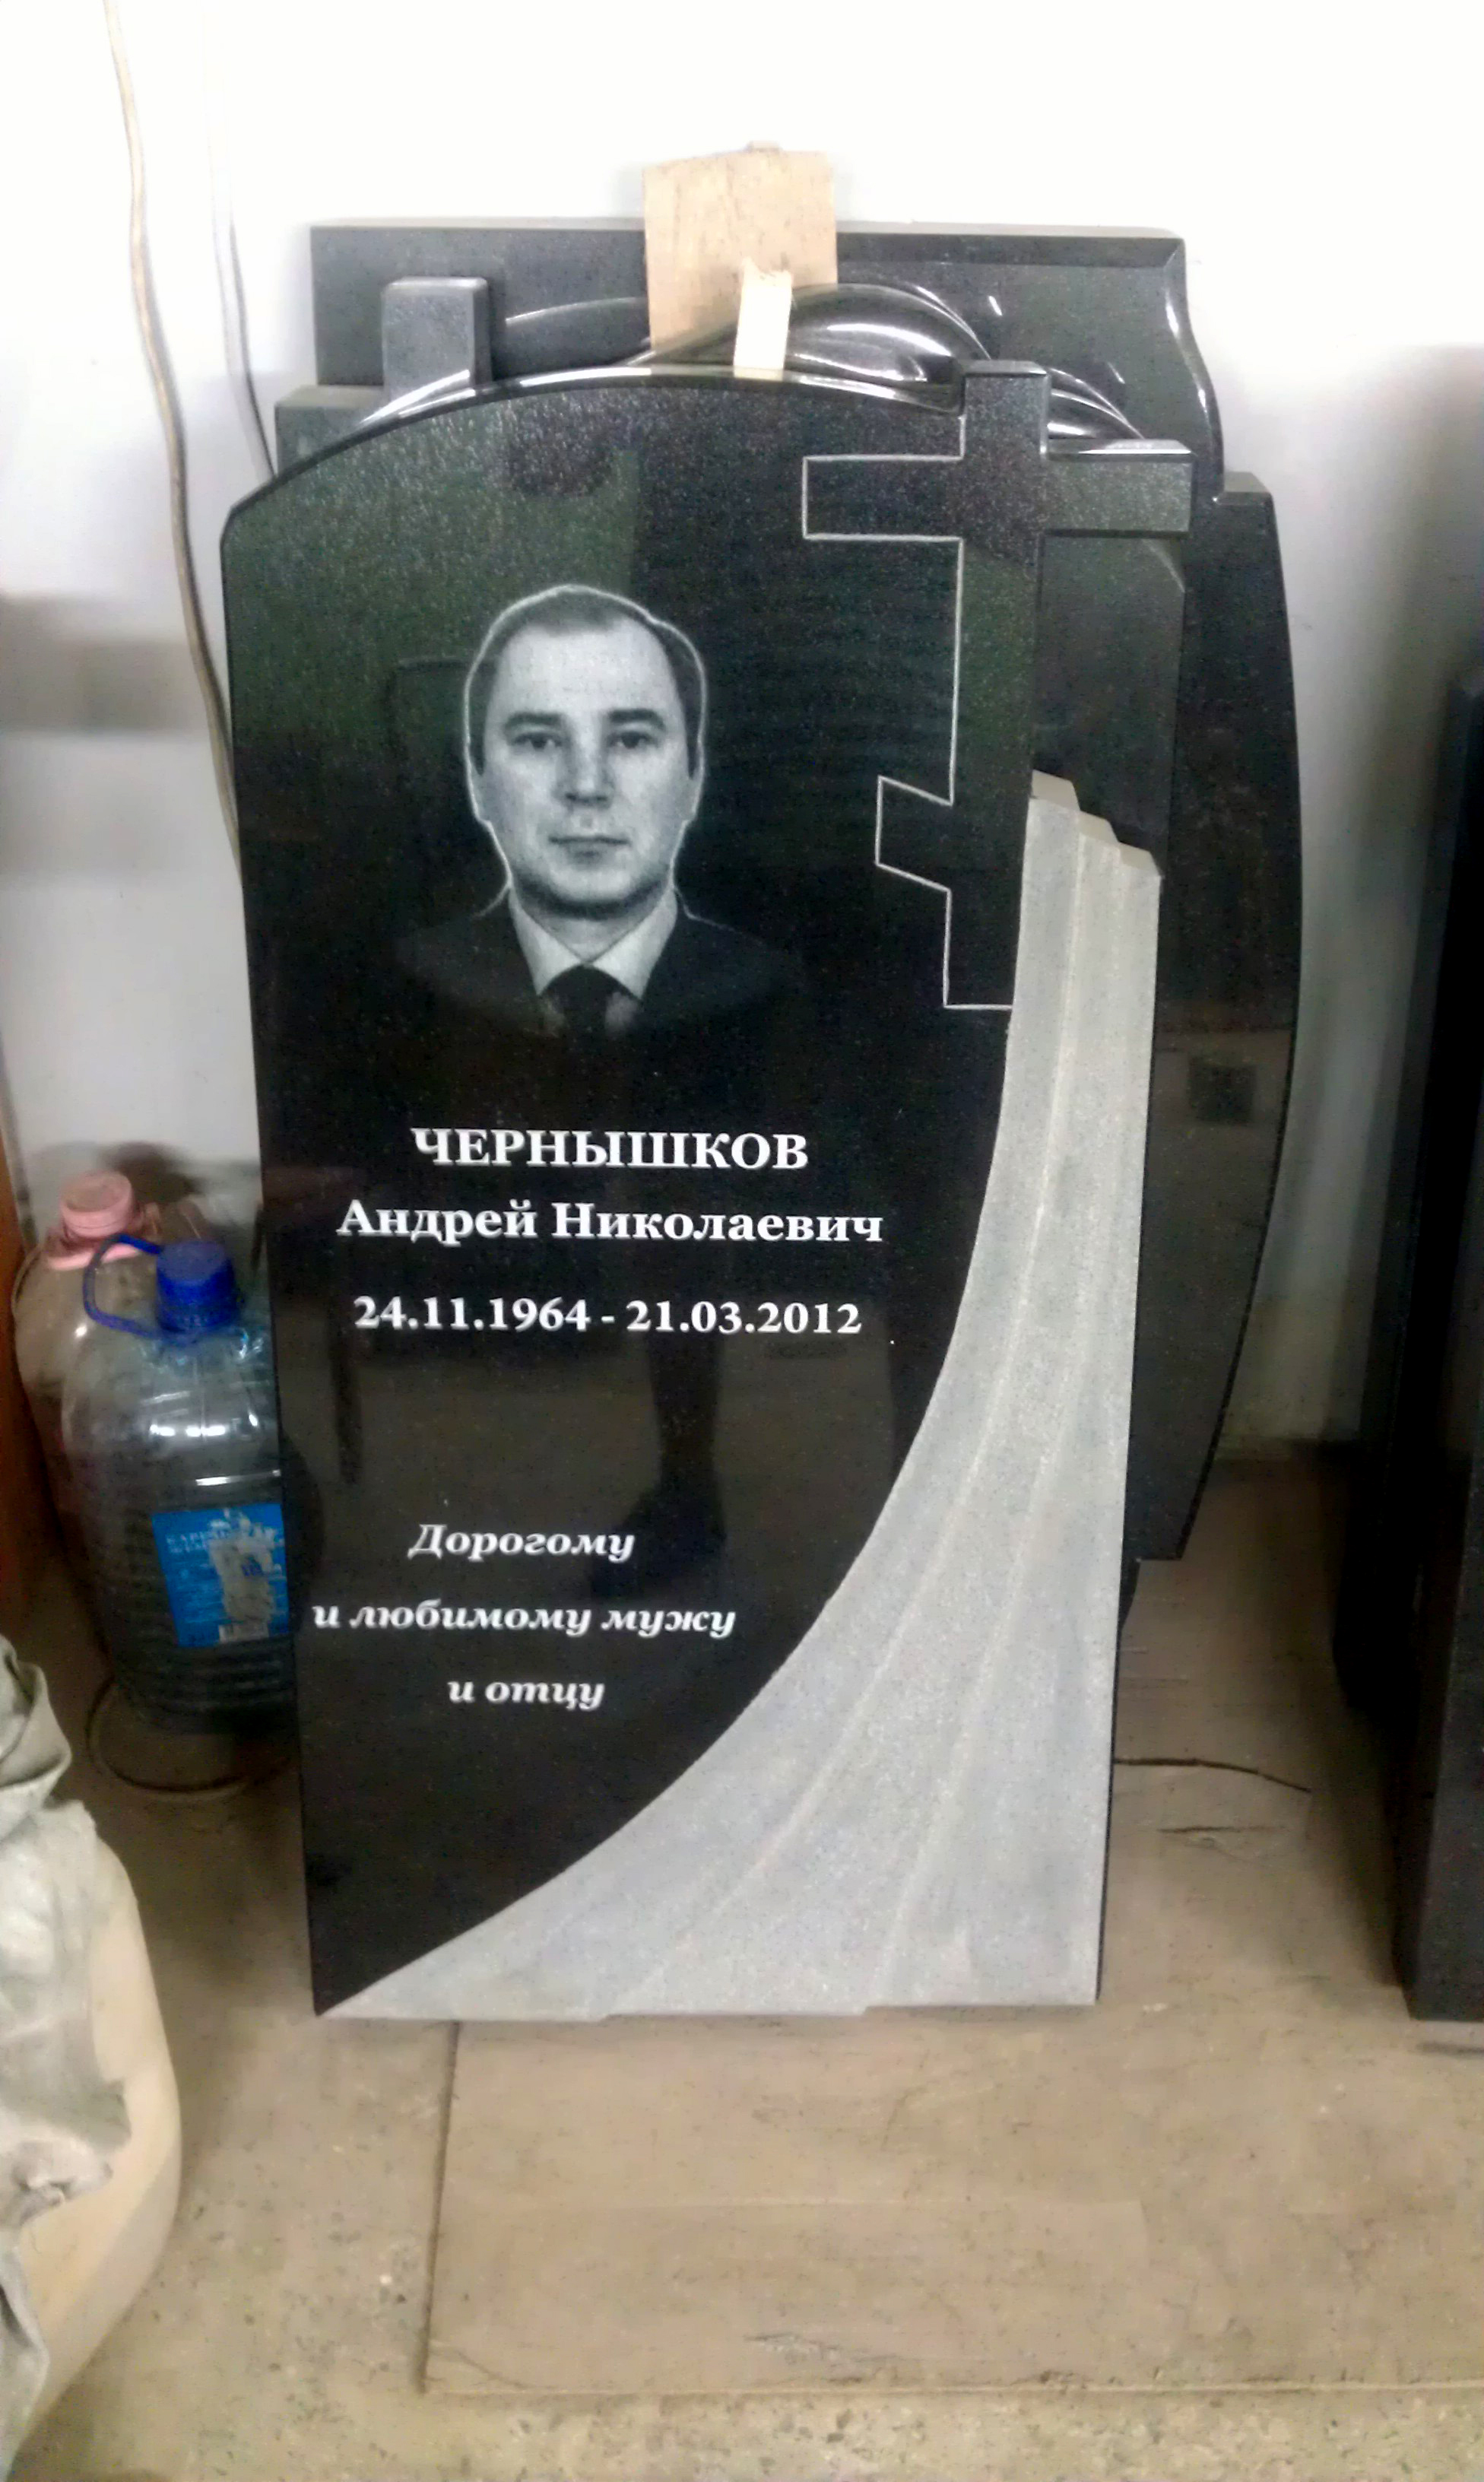 ЧЕРНЫШКОВ
Андрей Николаевич
24.11.1964 - 21.03.2012
Дорогому
и любимому мужу
и отцу